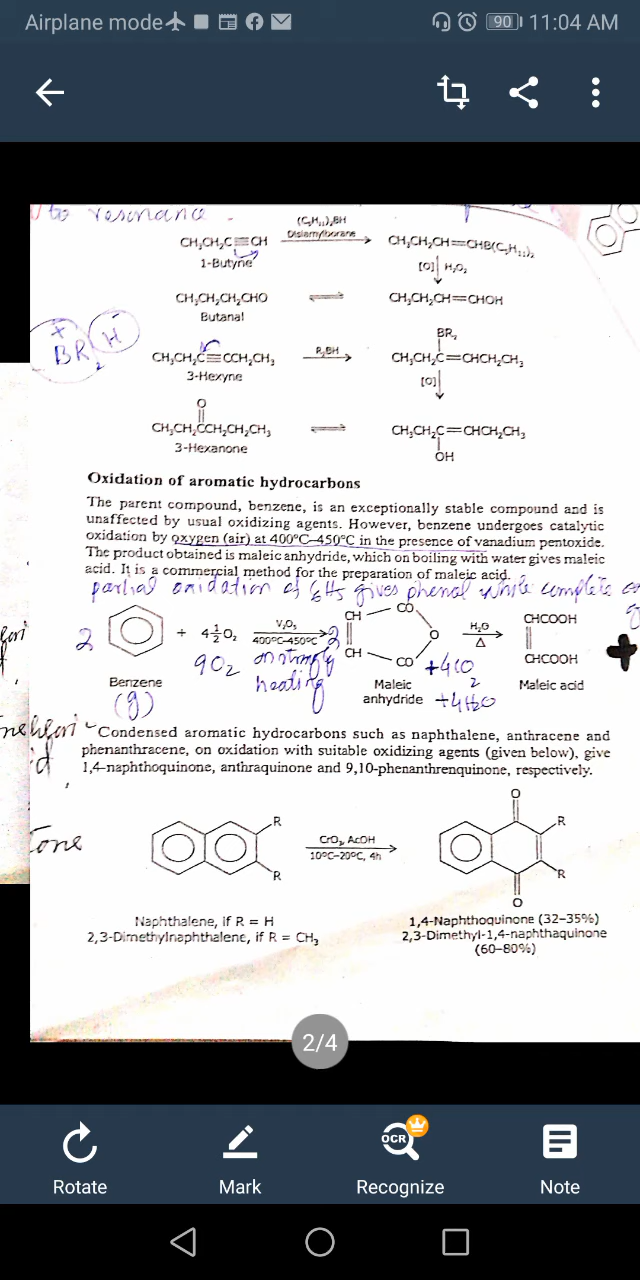 Airplane mode
90
11:04 AM
to resonance.
(C₅H₁₁)₂BH
Disiamylborane
CH₃CH₂C≡CH
CH₃CH₂CH=CHB(C₅H₁₁)₂
1-Butyne
[O] H₂O₂
CH₃CH₂CH₂CHO
CH₃CH₂CH=CHOH
Butanal
+
BR₂
H
BR₂
CH₃CH₂C≡CCH₂CH₃
R₂BH
CH₃CH₂C=CHCH₂CH₃
3-Hexyne
[O]
O
CH₃CH₂CCH₂CH₂CH₃
CH₃CH₂C=CHCH₂CH₃
3-Hexanone
OH
Oxidation of aromatic hydrocarbons
The parent compound, benzene, is an exceptionally stable compound and is
unaffected by usual oxidizing agents. However, benzene undergoes catalytic
oxidation by oxygen (air) at 400°C–450°C in the presence of vanadium pentoxide.
The product obtained is maleic anhydride, which on boiling with water gives maleic
acid. It is a commercial method for the preparation of maleic acid.
partial oxidation of C₆H₅ gives phenol while complete
2
+ 4½O₂
V₂O₅
400°C–450°C
2
CH
CO
O
CH
CO
H₂O
Δ
CHCOOH
CHCOOH
9O₂
on strongly
heating
+4CO₂
+4H₂O
Benzene
(g)
Maleic
anhydride
Maleic acid
Condensed aromatic hydrocarbons such as naphthalene, anthracene and
phenanthracene, on oxidation with suitable oxidizing agents (given below), give
1,4-naphthoquinone, anthraquinone and 9,10-phenanthrenquinone, respectively.
tone
R
R
CrO₃, AcOH
10°C–20°C, 4h
O
R
R
O
Naphthalene, if R = H
2,3-Dimethylnaphthalene, if R = CH₃
1,4-Naphthoquinone (32–35%)
2,3-Dimethyl-1,4-naphthaquinone
(60–80%)
2/4
OCR
Rotate
Mark
Recognize
Note